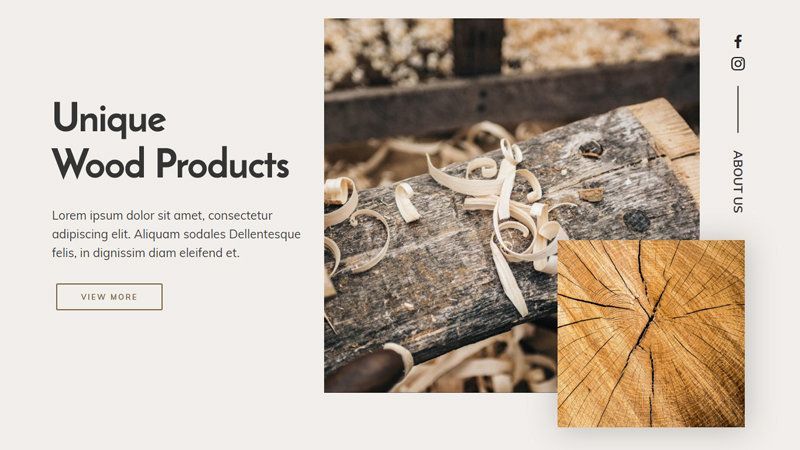 Unique
Wood Products
Lorem ipsum dolor sit amet, consectetur
adipiscing elit. Aliquam sodales Dellentesque
felis, in dignissim diam eleifend et.
VIEW MORE
ABOUT US